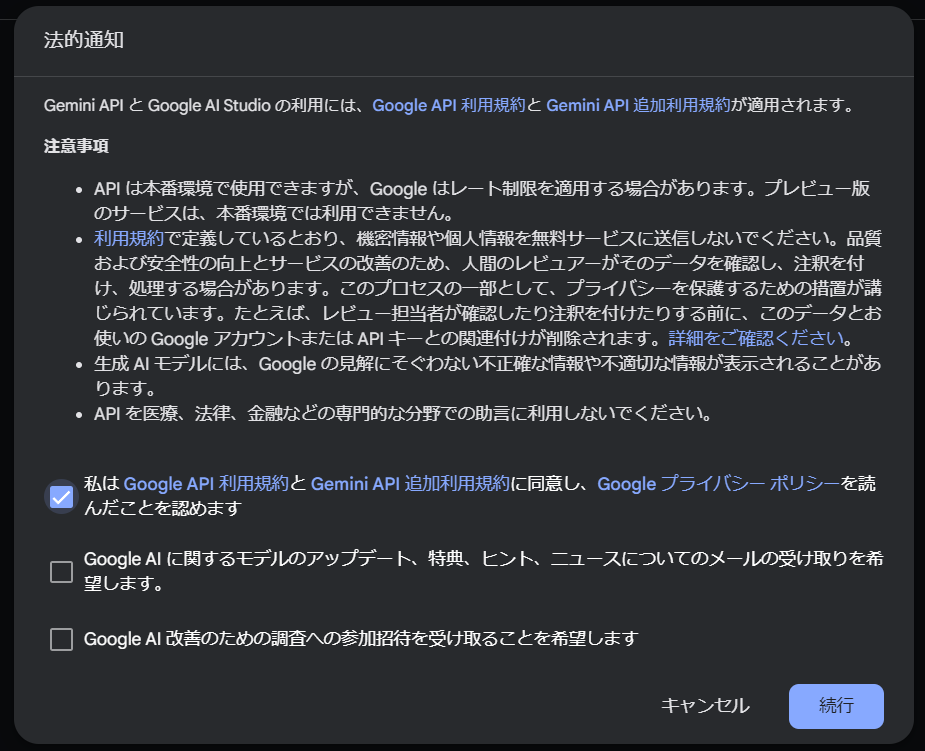 法的通知
Gemini API と Google AI Studio の利用には、Google API 利用規約と Gemini API 追加利用規約が適用されます。
注意事項
• API は本番環境で使用できますが、Google はレート制限を適用する場合があります。プレビュー版
のサービスは、本番環境では利用できません。
• 利用規約で定義しているとおり、機密情報や個人情報を無料サービスに送信しないでください。品質
および安全性の向上とサービスの改善のため、人間のレビュアーがそのデータを確認し、注釈を付
け、処理する場合があります。このプロセスの一部として、プライバシーを保護するための措置が講
じられています。たとえば、レビュー担当者が確認したり注釈を付けたりする前に、このデータとお
使いの Google アカウントまたは API キーとの関連付けが削除されます。詳細をご確認ください。
• 生成 AI モデルには、Google の見解にそぐわない不正確な情報や不適切な情報が表示されることがあ
ります。
• API を医療、法律、金融などの専門的な分野での助言に利用しないでください。
私は Google API 利用規約と Gemini API 追加利用規約に同意し、Google プライバシー ポリシーを読
んだことを認めます
Google AI に関するモデルのアップデート、特典、ヒント、ニュースについてのメールの受け取りを希
望します。
Google AI 改善のための調査への参加招待を受け取ることを希望します
キャンセル
続行